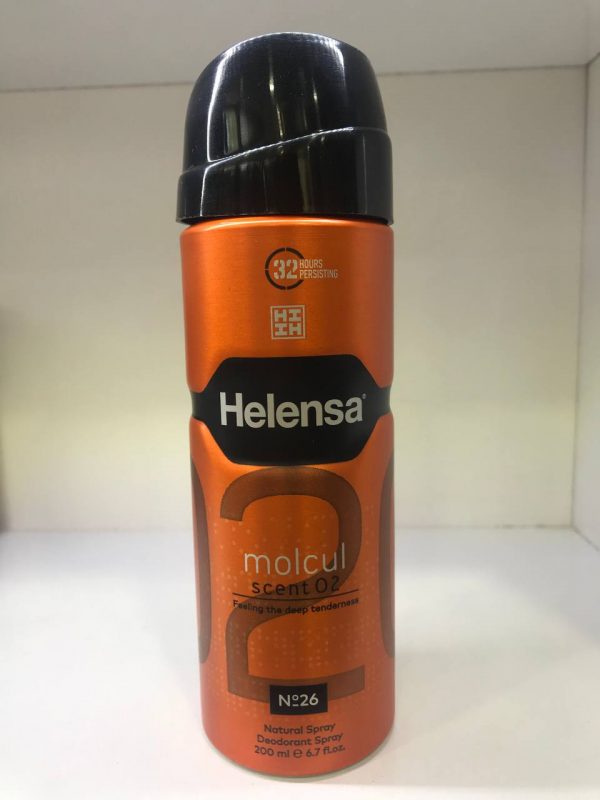 32 HOURS
PERSISTING
HI
IH
Helensa®
02
molcul
scent 02
Feeling the deep tenderness
Nº26
Natural Spray
Deodorant Spray
200 ml ℮ 6.7 fl.oz.